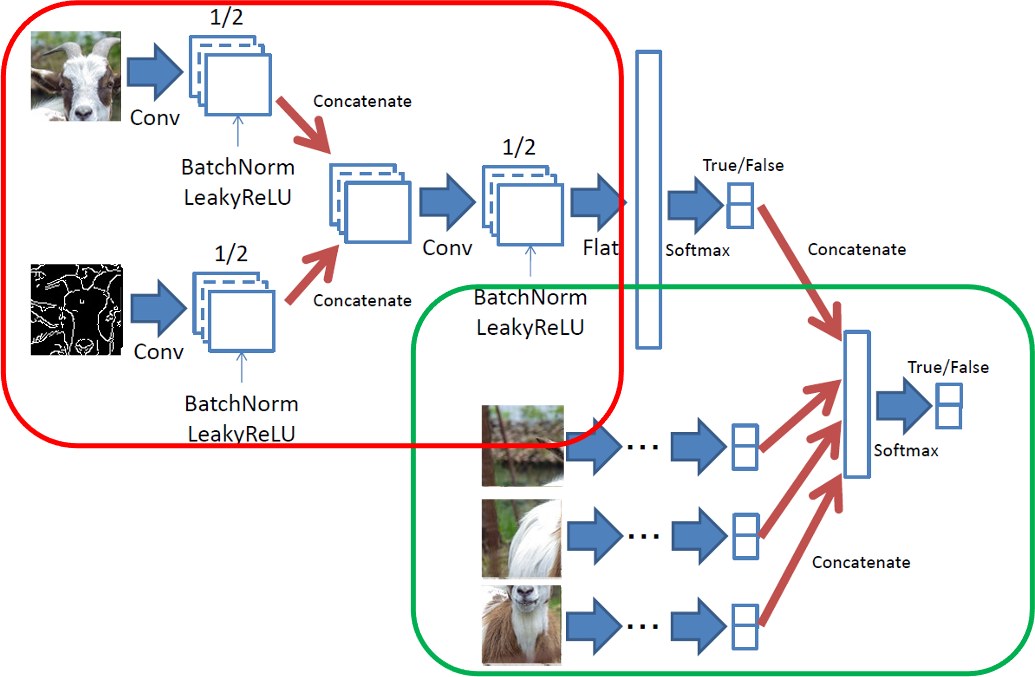 1/2
Conv
BatchNorm
LeakyReLU
Concatenate
1/2
Conv
BatchNorm
LeakyReLU
Concatenate
Conv
1/2
BatchNorm
LeakyReLU
Flat
Softmax
True/False
Concatenate
...
...
...
Concatenate
Softmax
True/False